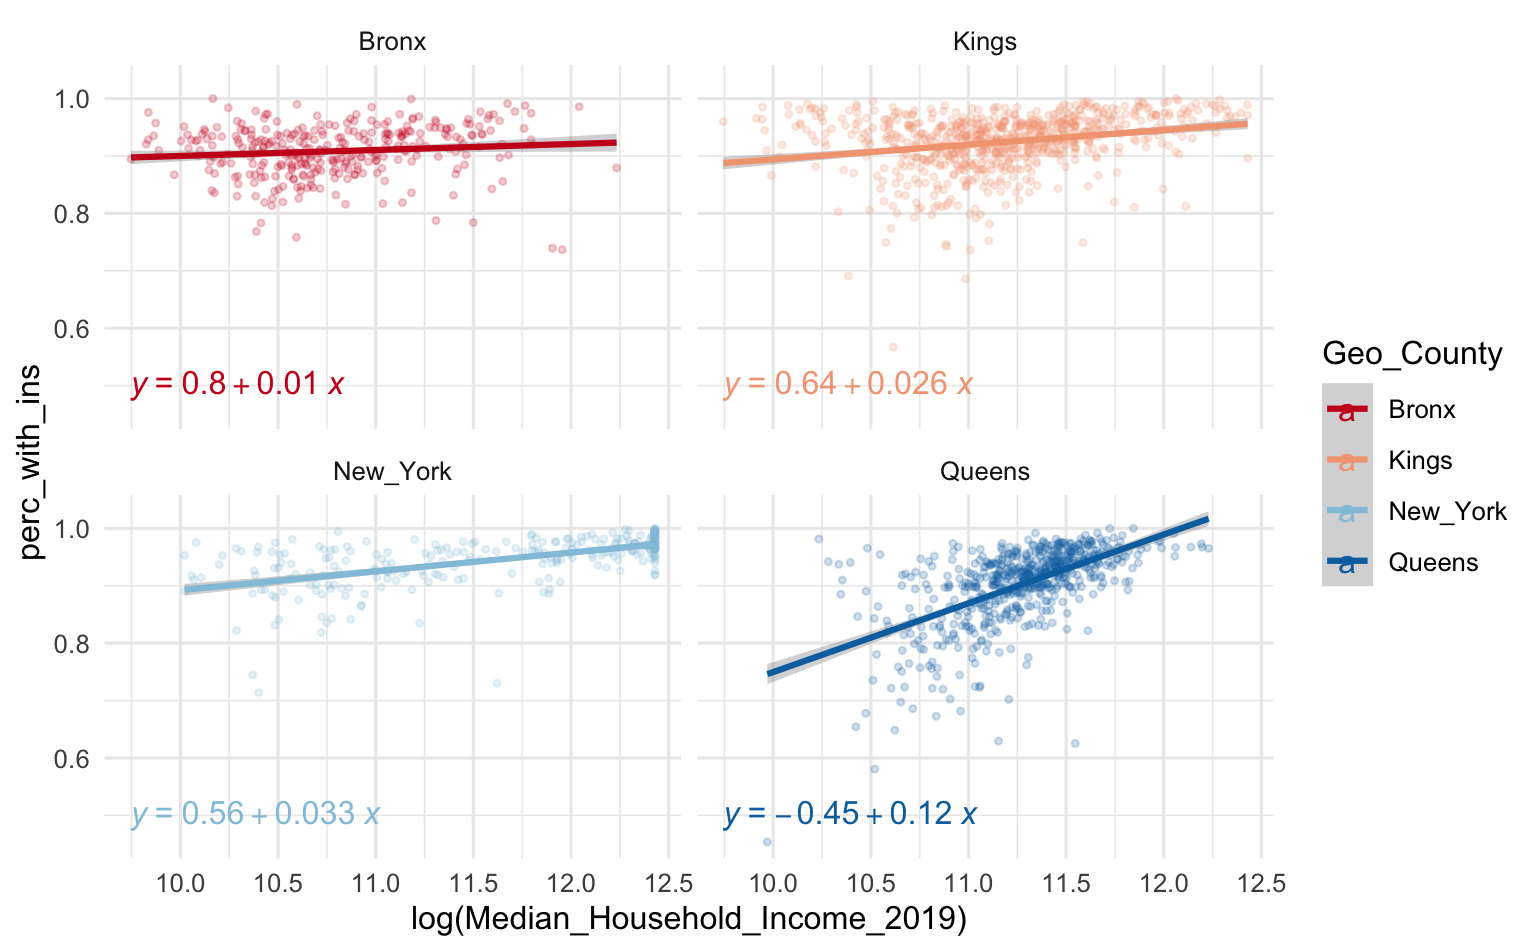 Bronx
Kings
1.0
0.8
0.6
y = 0.8 + 0.01 x
y = 0.64 + 0.026 x
New_York
Queens
1.0
0.8
0.6
y = 0.56 + 0.033 x
y = − 0.45 + 0.12 x
10.0 10.5 11.0 11.5 12.0 12.5
10.0 10.5 11.0 11.5 12.0 12.5
log(Median_Household_Income_2019)
perc_with_ins
Geo_County
a Bronx
a Kings
a New_York
a Queens